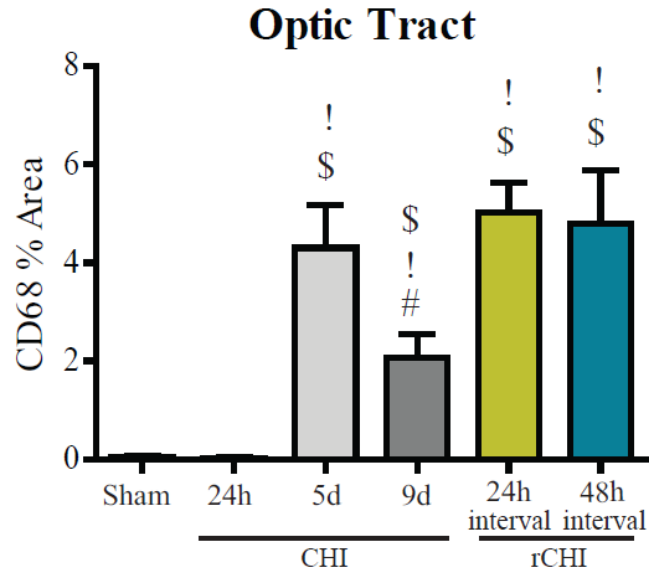 Optic Tract
CD68 % Area
8
6
4
2
0
!
$
$
!
#
!
$
!
$
Sham
24h
5d
9d
24h interval
48h interval
CHI
rCHI